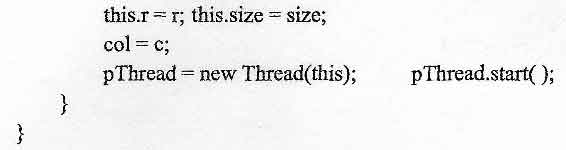 this.r = r; this.size = size;
col = c;
pThread = new Thread(this); pThread.start( );
}
}